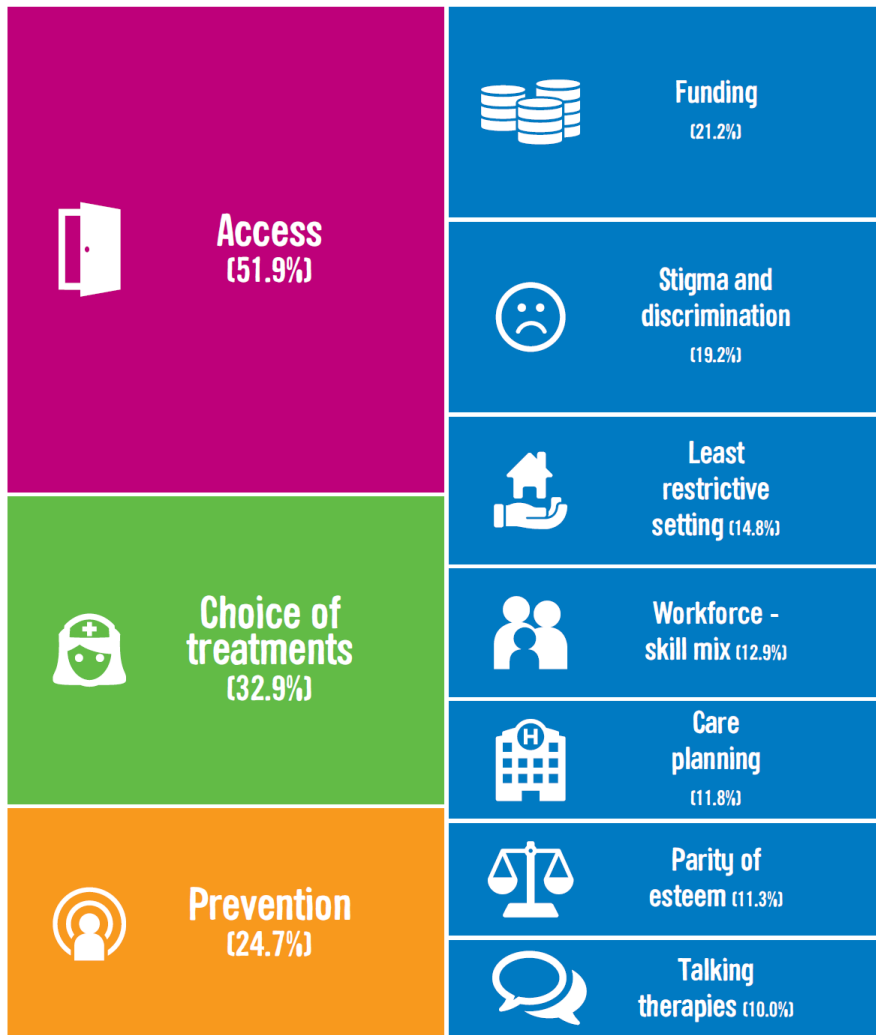 Access
(51.9%)
Choice of
treatments
(32.9%)
Prevention
(24.7%)
Funding
(21.2%)
Stigma and
discrimination
(19.2%)
Least
restrictive
setting (14.8%)
Workforce -
skill mix (12.9%)
H
Care
planning
(11.8%)
Parity of
esteem (11.3%)
Talking
therapies (10.0%)